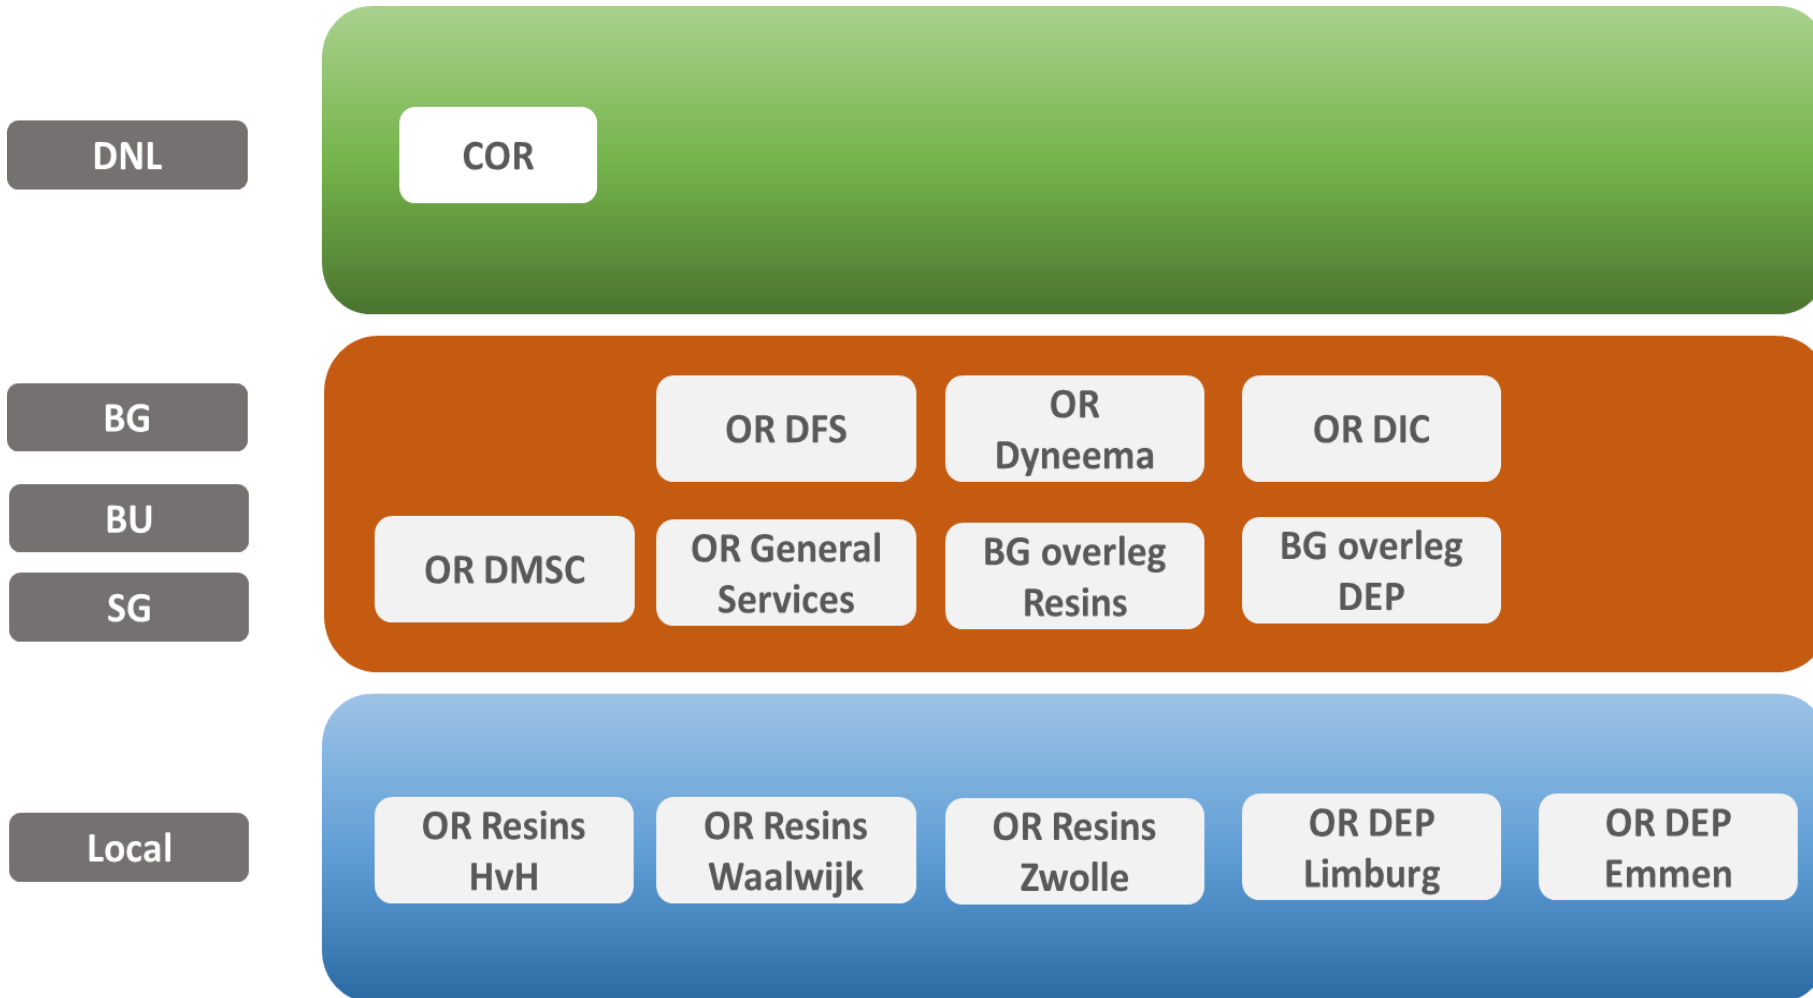 DNL
COR
BG
OR DFS
OR
Dyneema
OR DIC
BU
SG
OR DMSC
OR General
Services
BG overleg
Resins
BG overleg
DEP
Local
OR Resins
HvH
OR Resins
Waalwijk
OR Resins
Zwolle
OR DEP
Limburg
OR DEP
Emmen